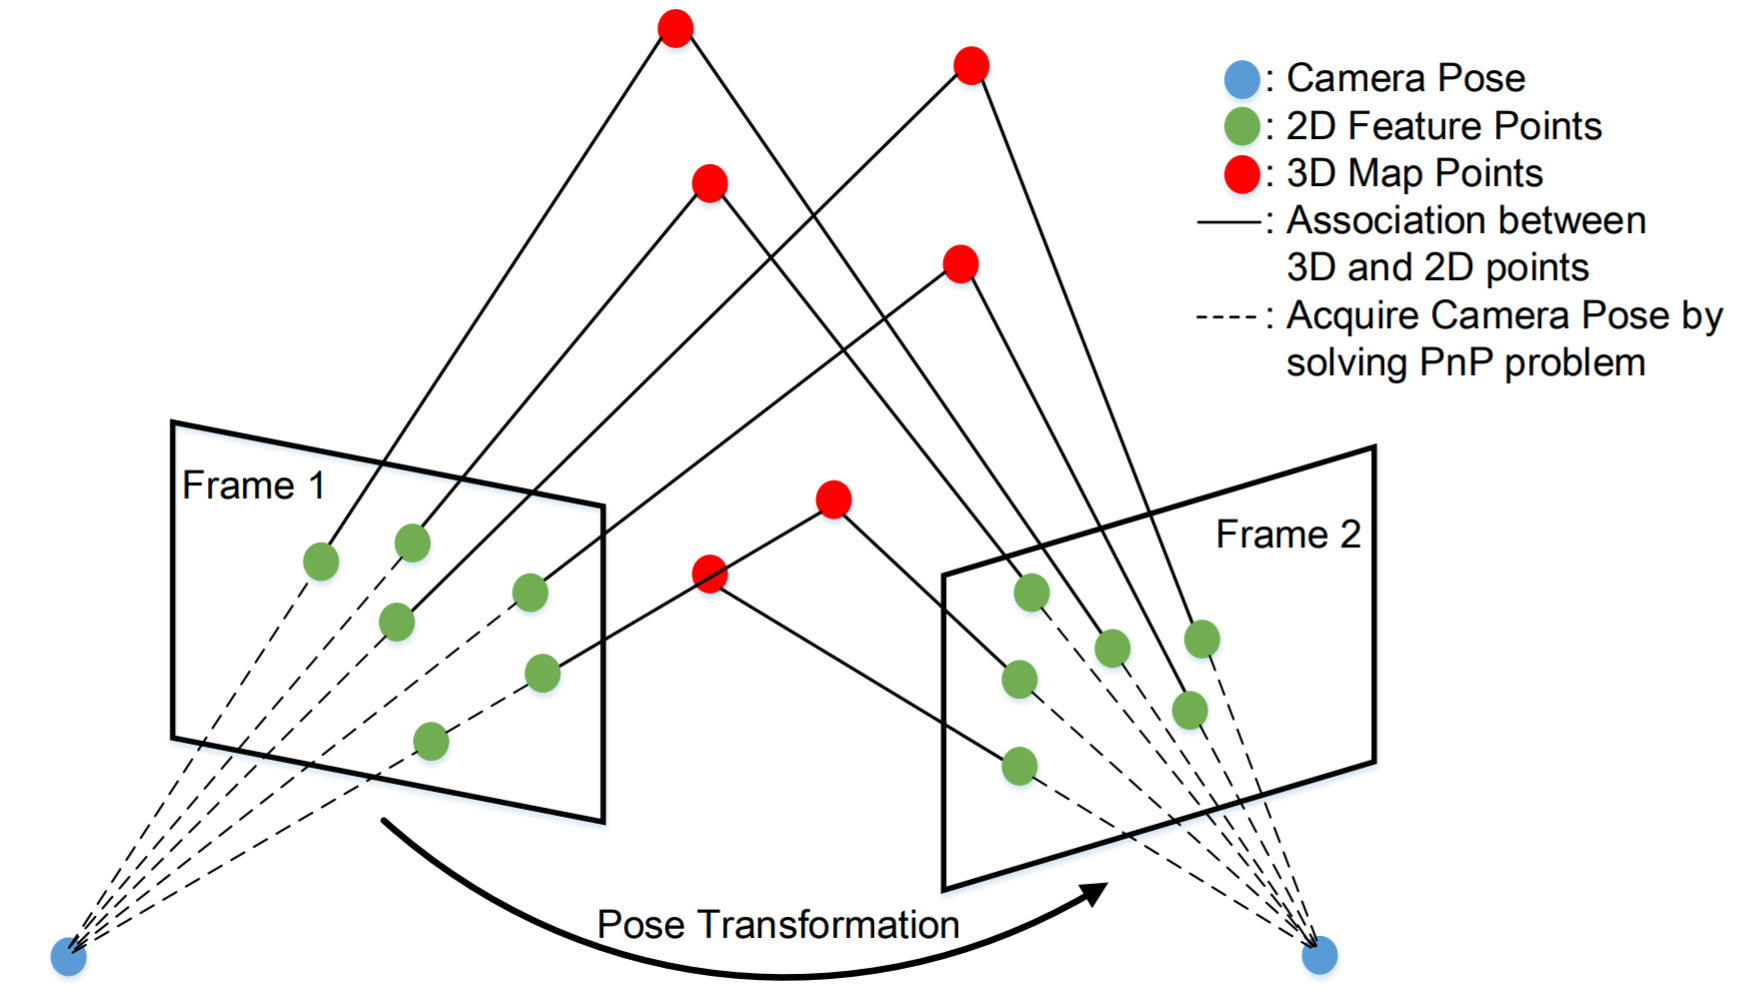 : Camera Pose
: 2D Feature Points
: 3D Map Points
: Association between
3D and 2D points
: Acquire Camera Pose by
solving PnP problem
Frame 1
Frame 2
Pose Transformation